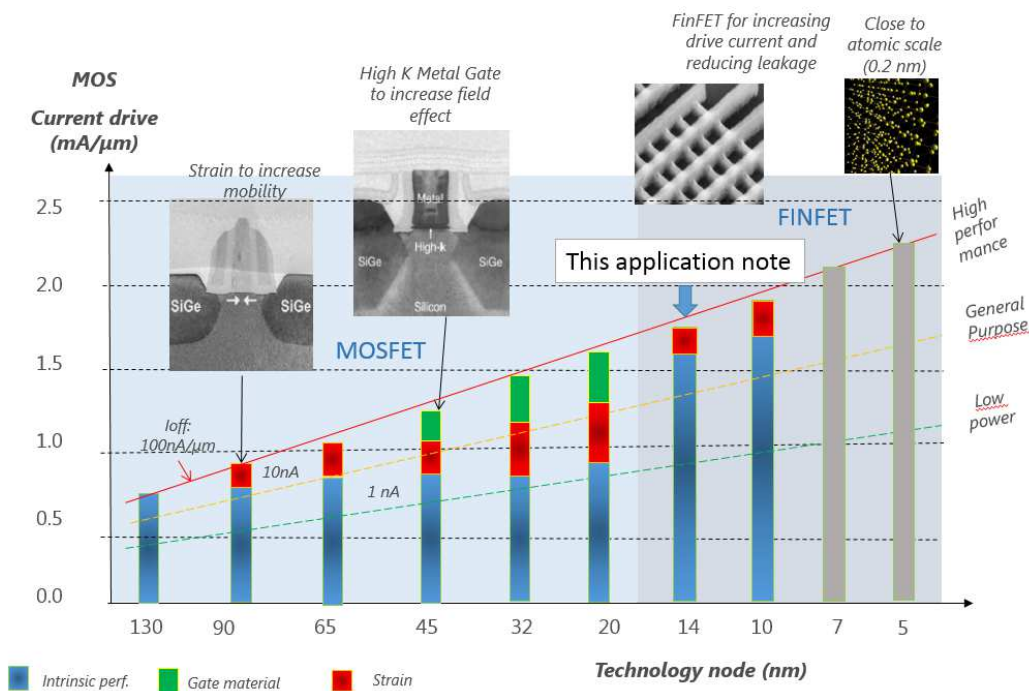 MOS
Current drive
(mA/µm)
Strain to increase
mobility
High K Metal Gate
to increase field
effect
FinFET for increasing
drive current and
reducing leakage
Close to
atomic scale
(0.2 nm)
2.5
2.0
1.5
1.0
0.5
0.0
SiGe
SiGe
Metal
High-k
SiGe
SiGe
Silicon
MOSFET
FINFET
This application note
High
perfor
mance
General
Purpose
Low
power
Ioff:
100nA/µm
10nA
1 nA
130
90
65
45
32
20
14
10
7
5
Technology node (nm)
Intrinsic perf.
Gate material
Strain